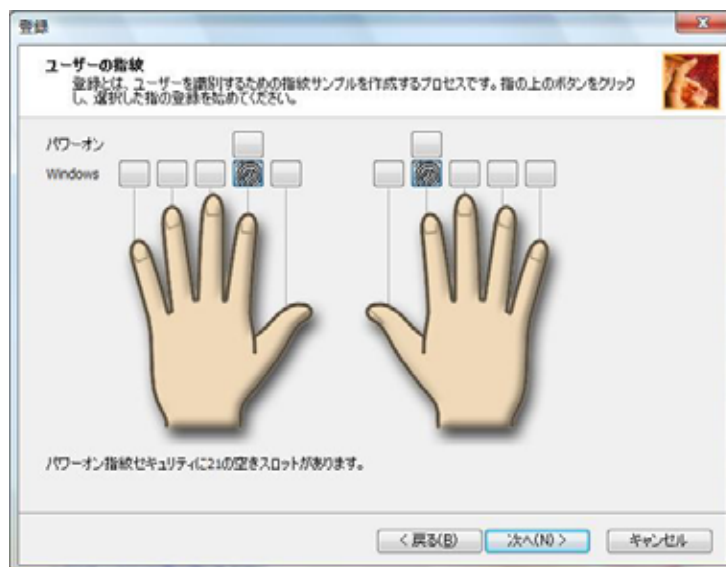 登録
ユーザーの指紋
登録とは、ユーザーを識別するための指紋サンプルを作成するプロセスです。指の上のボタンをクリック
し、選択した指の登録を始めてください。
パワーオン
Windows
パワーオン指紋セキュリティに21の空きスロットがあります。
< 戻る(B)
次へ(N) >
キャンセル